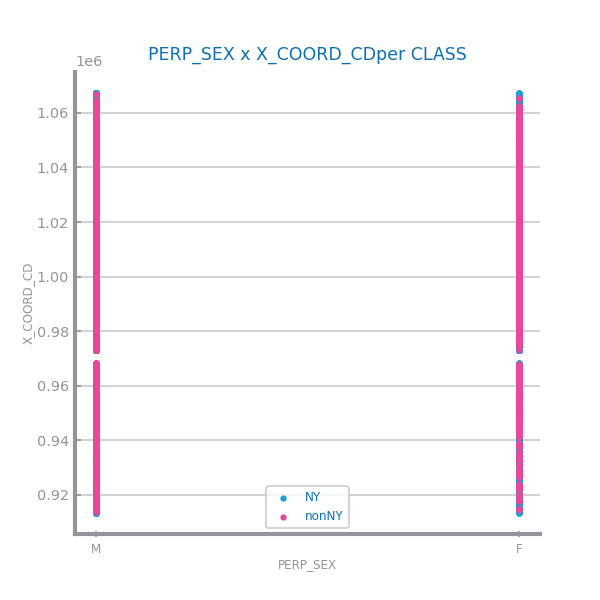 PERP_SEX x X_COORD_CDper CLASS
1e6
1.06
1.04
1.02
1.00
0.98
0.96
0.94
0.92
X_COORD_CD
NY
nonNY
M
F
PERP_SEX